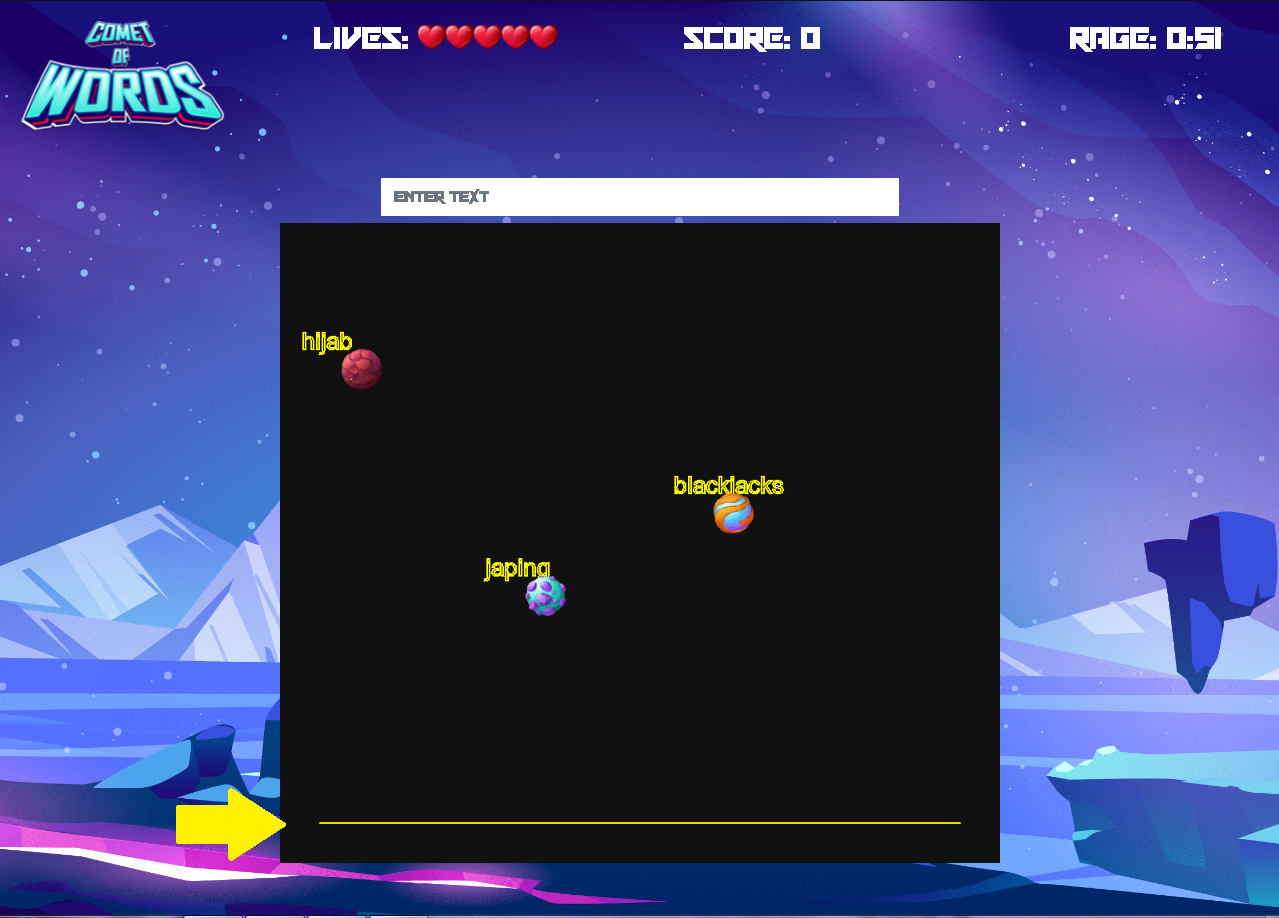 COMET
OF
WORDS
LIVES:
SCORE: 0
RAGE: 0:51
ENTER TEXT
hijab
blackjacks
japing